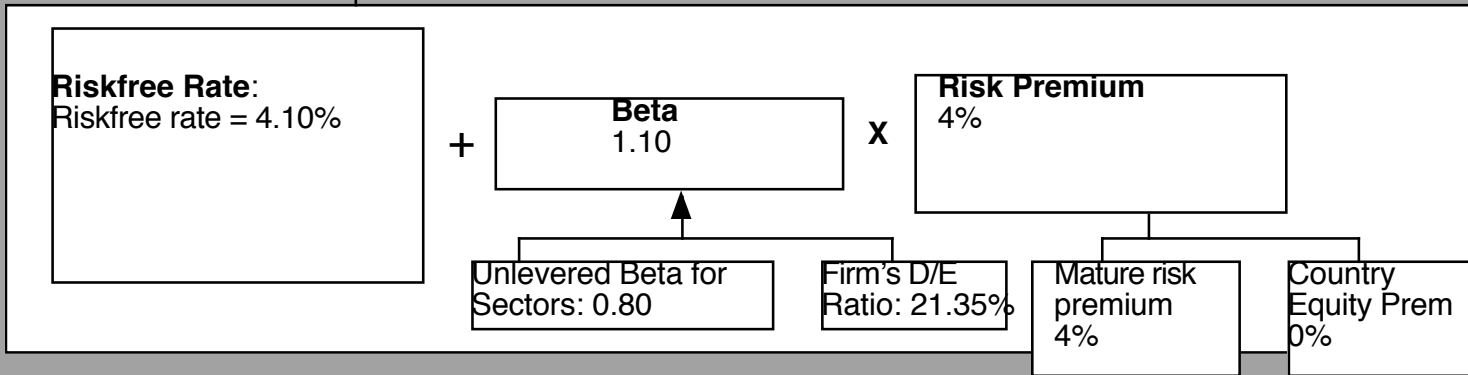 Riskfree Rate:
Riskfree rate = 4.10%
+
Beta
1.10
X
Risk Premium
4%
Unlevered Beta for
Sectors: 0.80
Firm's D/E
Ratio: 21.35%
Mature risk
premium
4%
Country
Equity Prem
0%